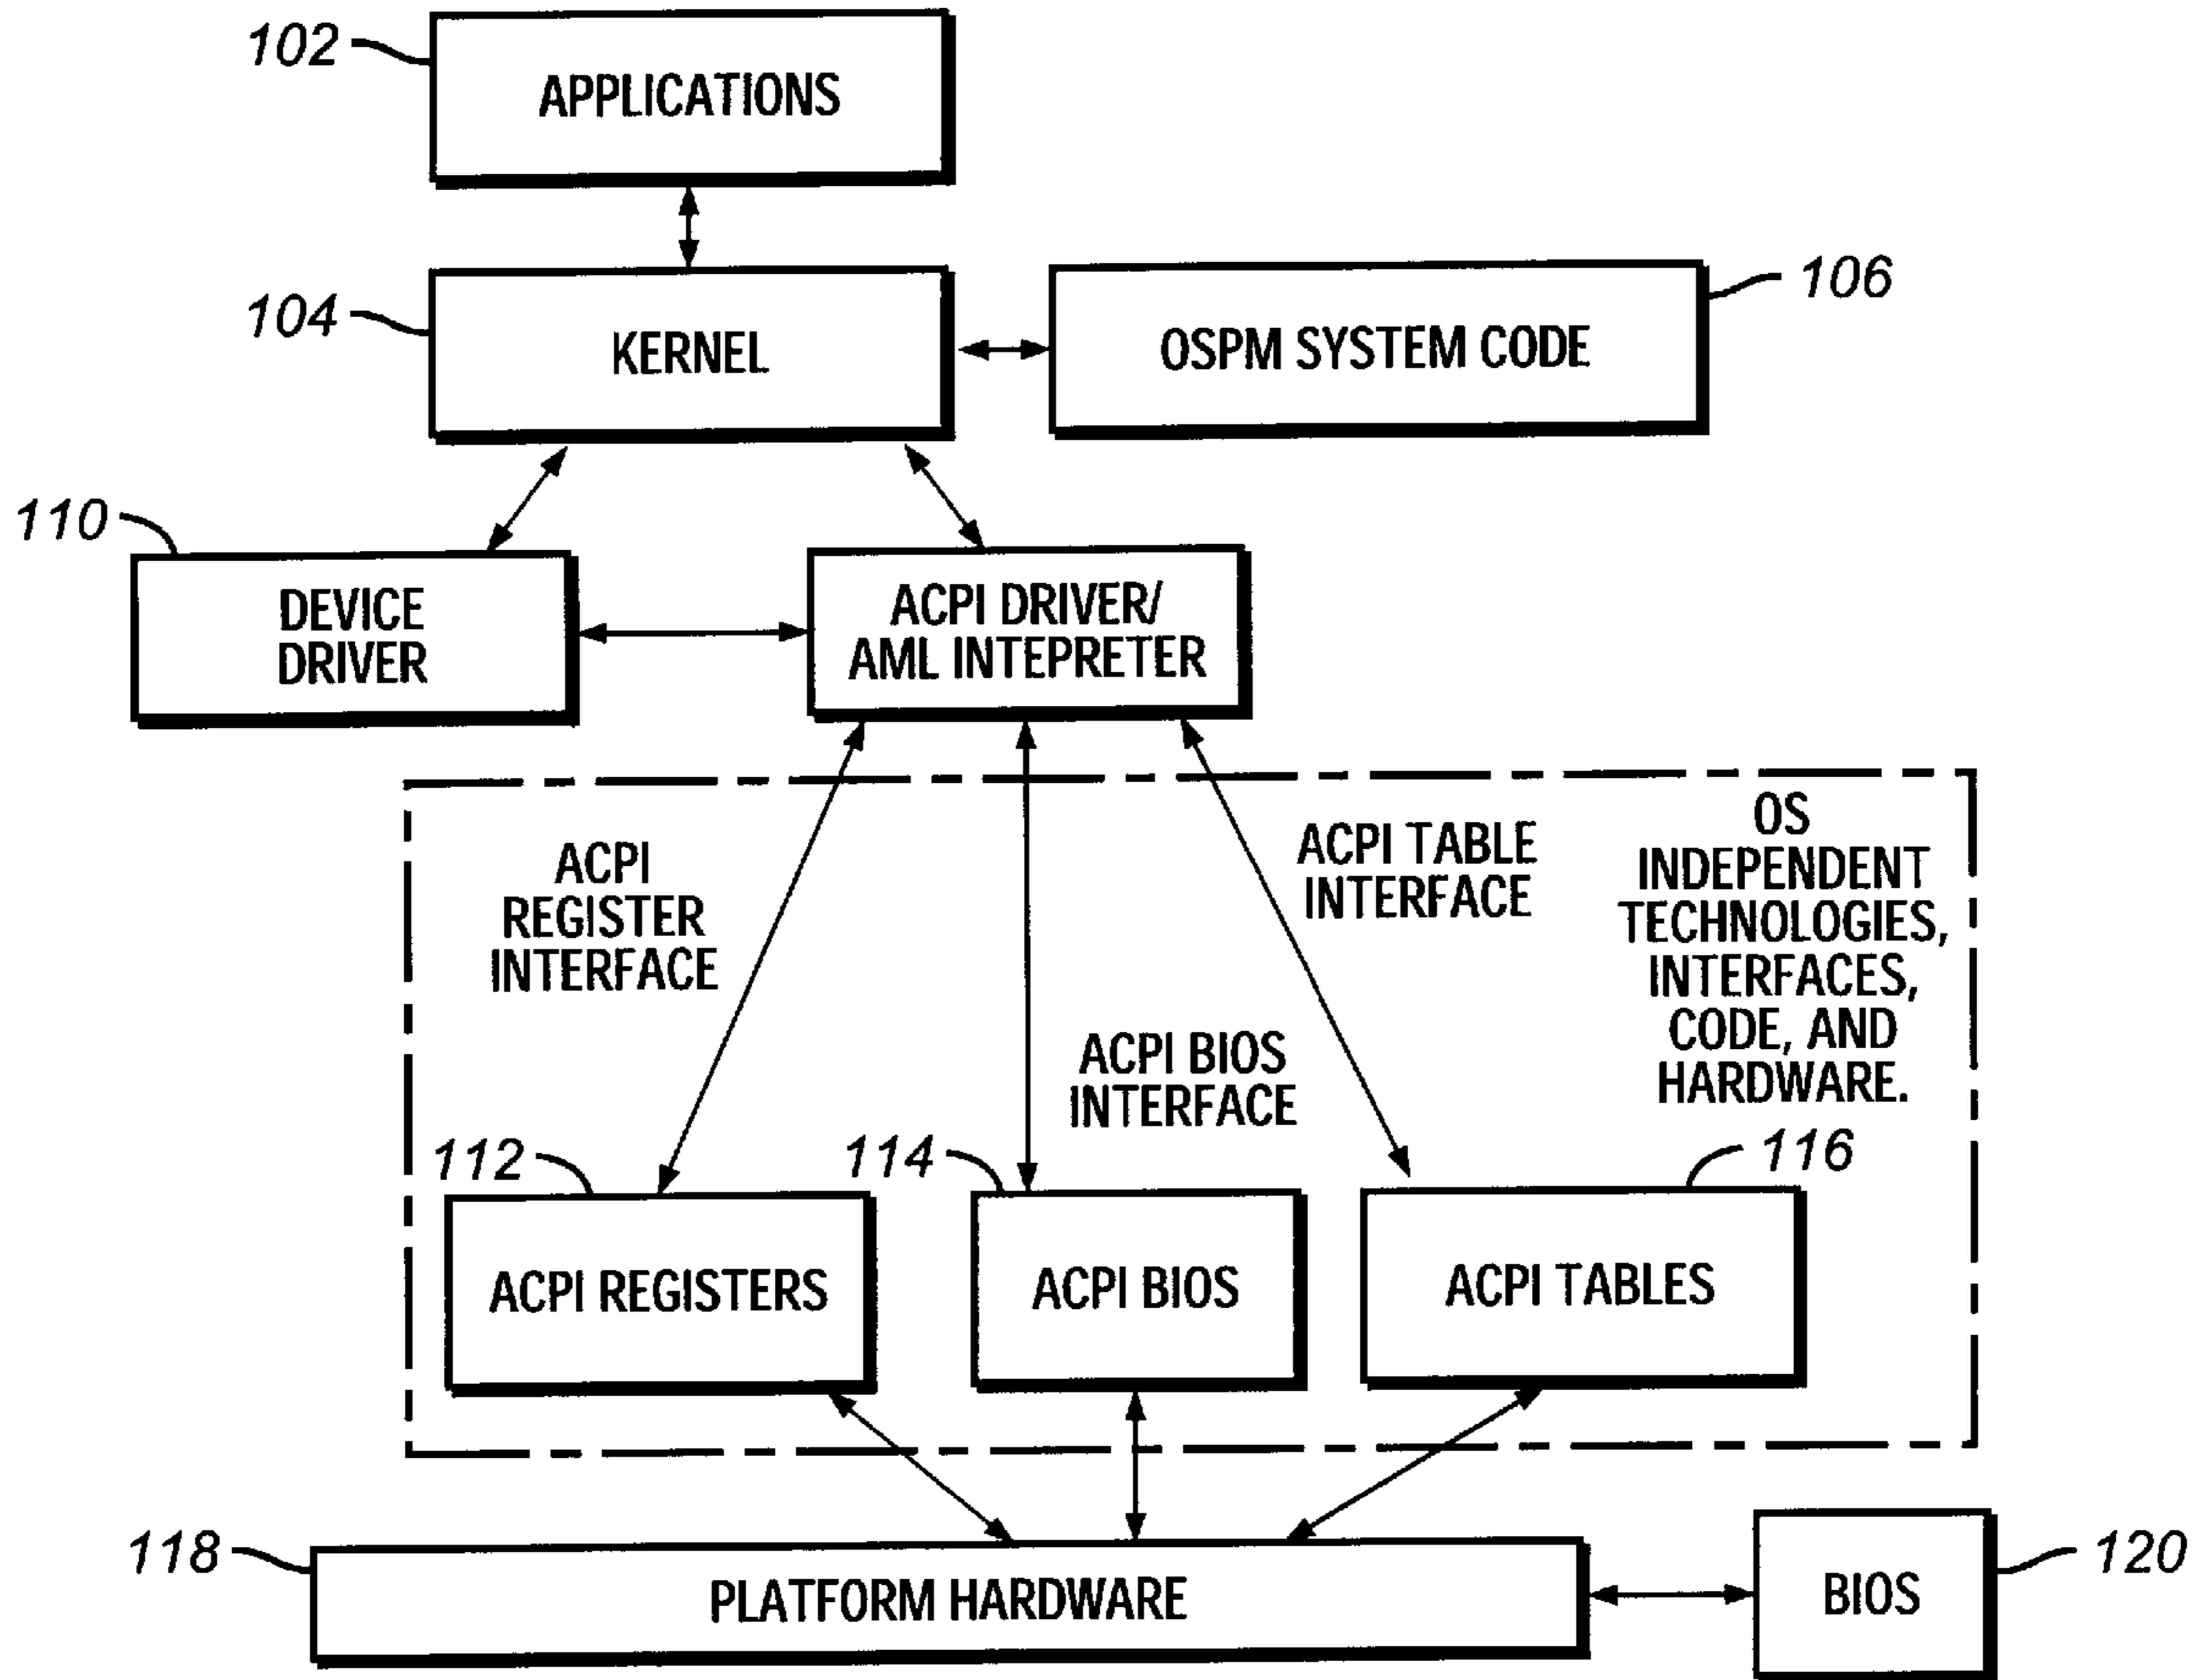 102
APPLICATIONS
104
KERNEL
OSPM SYSTEM CODE
106
110
DEVICE
DRIVER
ACPI DRIVER/
AML INTEPRETER
ACPI
REGISTER
INTERFACE
ACPI TABLE
INTERFACE
OS
INDEPENDENT
TECHNOLOGIES,
INTERFACES,
CODE, AND
HARDWARE.
ACPI BIOS
INTERFACE
112
114
116
ACPI REGISTERS
ACPI BIOS
ACPI TABLES
118
PLATFORM HARDWARE
BIOS
120